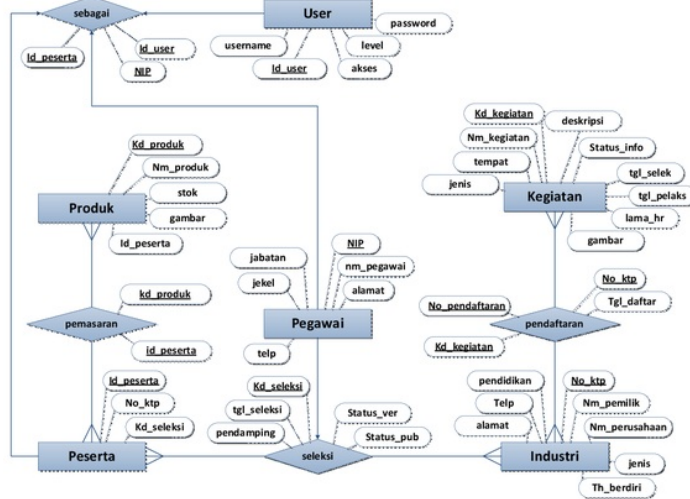 sebagai
User
password
username
level
Id_user
akses
Id_peserta
Id_user
NIP
Kd_produk
Nm_produk
stok
gambar
Id_peserta
Produk
Kd_kegiatan
deskripsi
Nm_kegiatan
Status_info
tempat
tgl_selek
jenis
tgl_pelaks
lama_hr
gambar
Kegiatan
jabatan
NIP
jekel
nm_pegawai
alamat
Pegawai
telp
kd_produk
pemasaran
id_peserta
No_pendaftaran
No_ktp
Tgl_daftar
pendaftaran
Kd_kegiatan
Id_peserta
No_ktp
Kd_seleksi
Peserta
Kd_seleksi
tgl_seleksi
pendamping
Status_ver
Status_pub
seleksi
pendidikan
Telp
alamat
No_ktp
Nm_pemilik
Nm_perusahaan
Industri
jenis
Th_berdiri